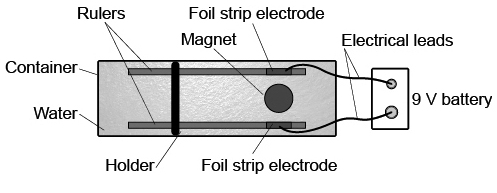 Rulers
Foil strip electrode
Magnet
Electrical leads
Container
Water
9 V battery
Holder
Foil strip electrode